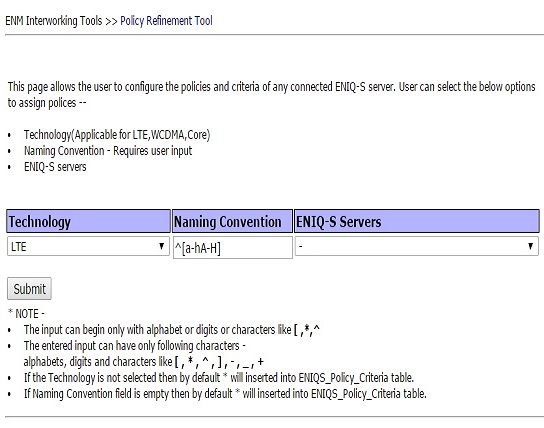 ENM Interworking Tools >> Policy Refinement Tool
This page allows the user to configure the policies and criteria of any connected ENIQ-S server. User can select the below options
to assign polices --
• Technology(Applicable for LTE,WCDMA,Core)
• Naming Convention - Requires user input
• ENIQ-S servers
Technology Naming Convention ENIQ-S Servers
LTE ▼ ^[a-hA-H] - ▼
Submit
* NOTE -
• The input can begin only with alphabet or digits or characters like [ ,*,^
• The entered input can have only following characters -
alphabets, digits and characters like [ , * , ^ , ] , - , _ , +
• If the Technology is not selected then by default * will inserted into ENIQS_Policy_Criteria table.
• If Naming Convention field is empty then by default * will inserted into ENIQS_Policy_Criteria table.